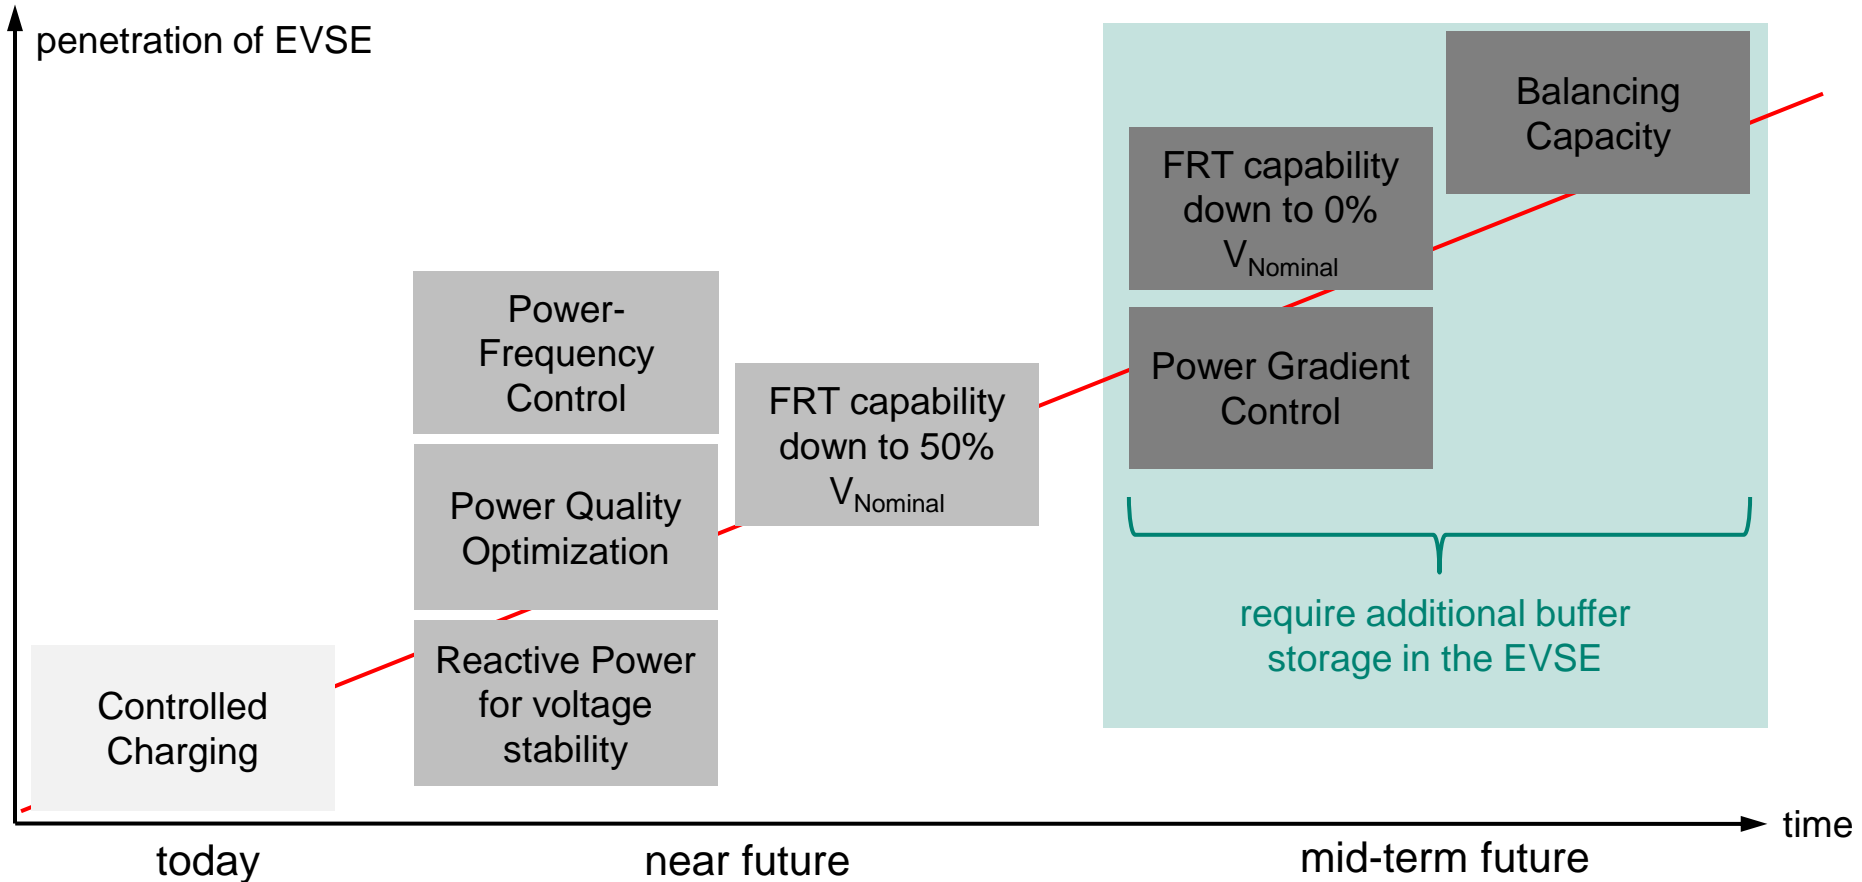 penetration of EVSE
Balancing
Capacity
FRT capability
down to 0%
VNominal
Power-
Frequency
Control
Power Gradient
Control
FRT capability
down to 50%
VNominal
Power Quality
Optimization
require additional buffer
storage in the EVSE
Reactive Power
for voltage
stability
Controlled
Charging
time
today
near future
mid-term future